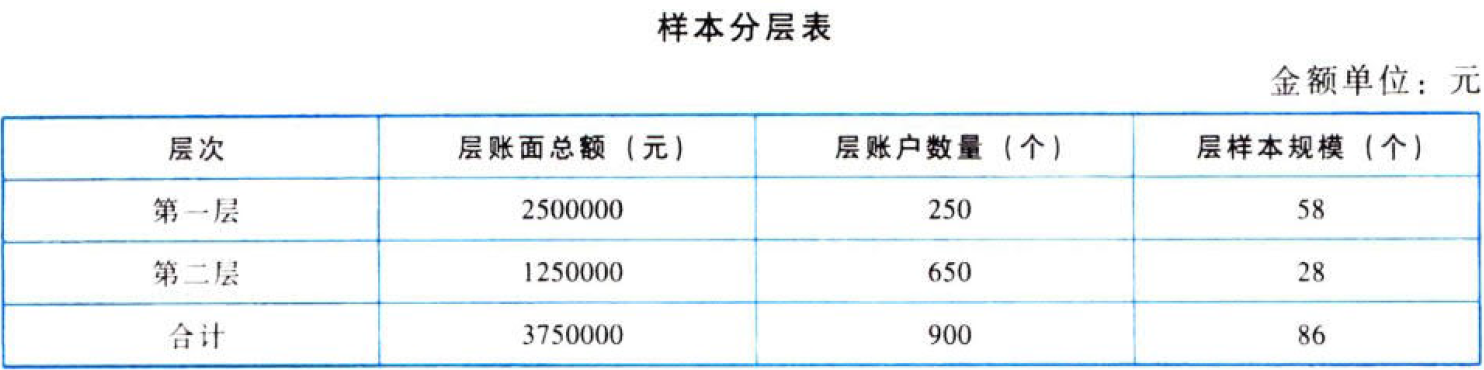 样本分层表
金额单位：元
层次 层账面总额（元） 层账户数量（个） 层样本规模（个）
第一层 2500000 250 58
第二层 1250000 650 28
合计 3750000 900 86